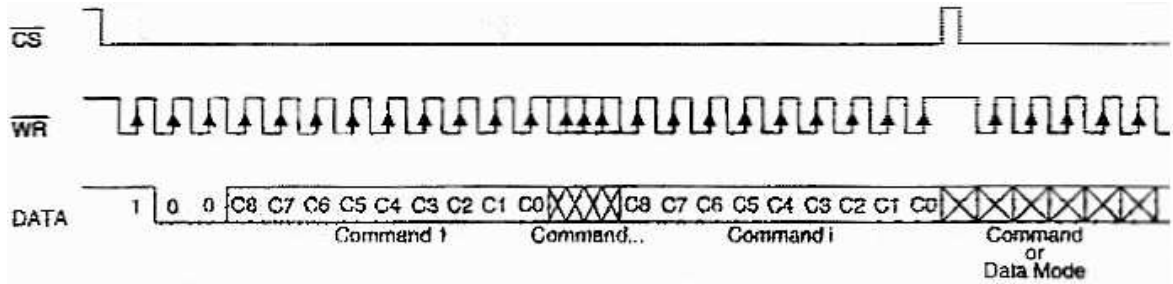 CS
WR
DATA 1 0 0 C8 C7 C6 C5 C4 C3 C2 C1 C0 C8 C7 C6 C5 C4 C3 C2 C1 C0
Command 1 Command... Command i Command
or
Data Mode